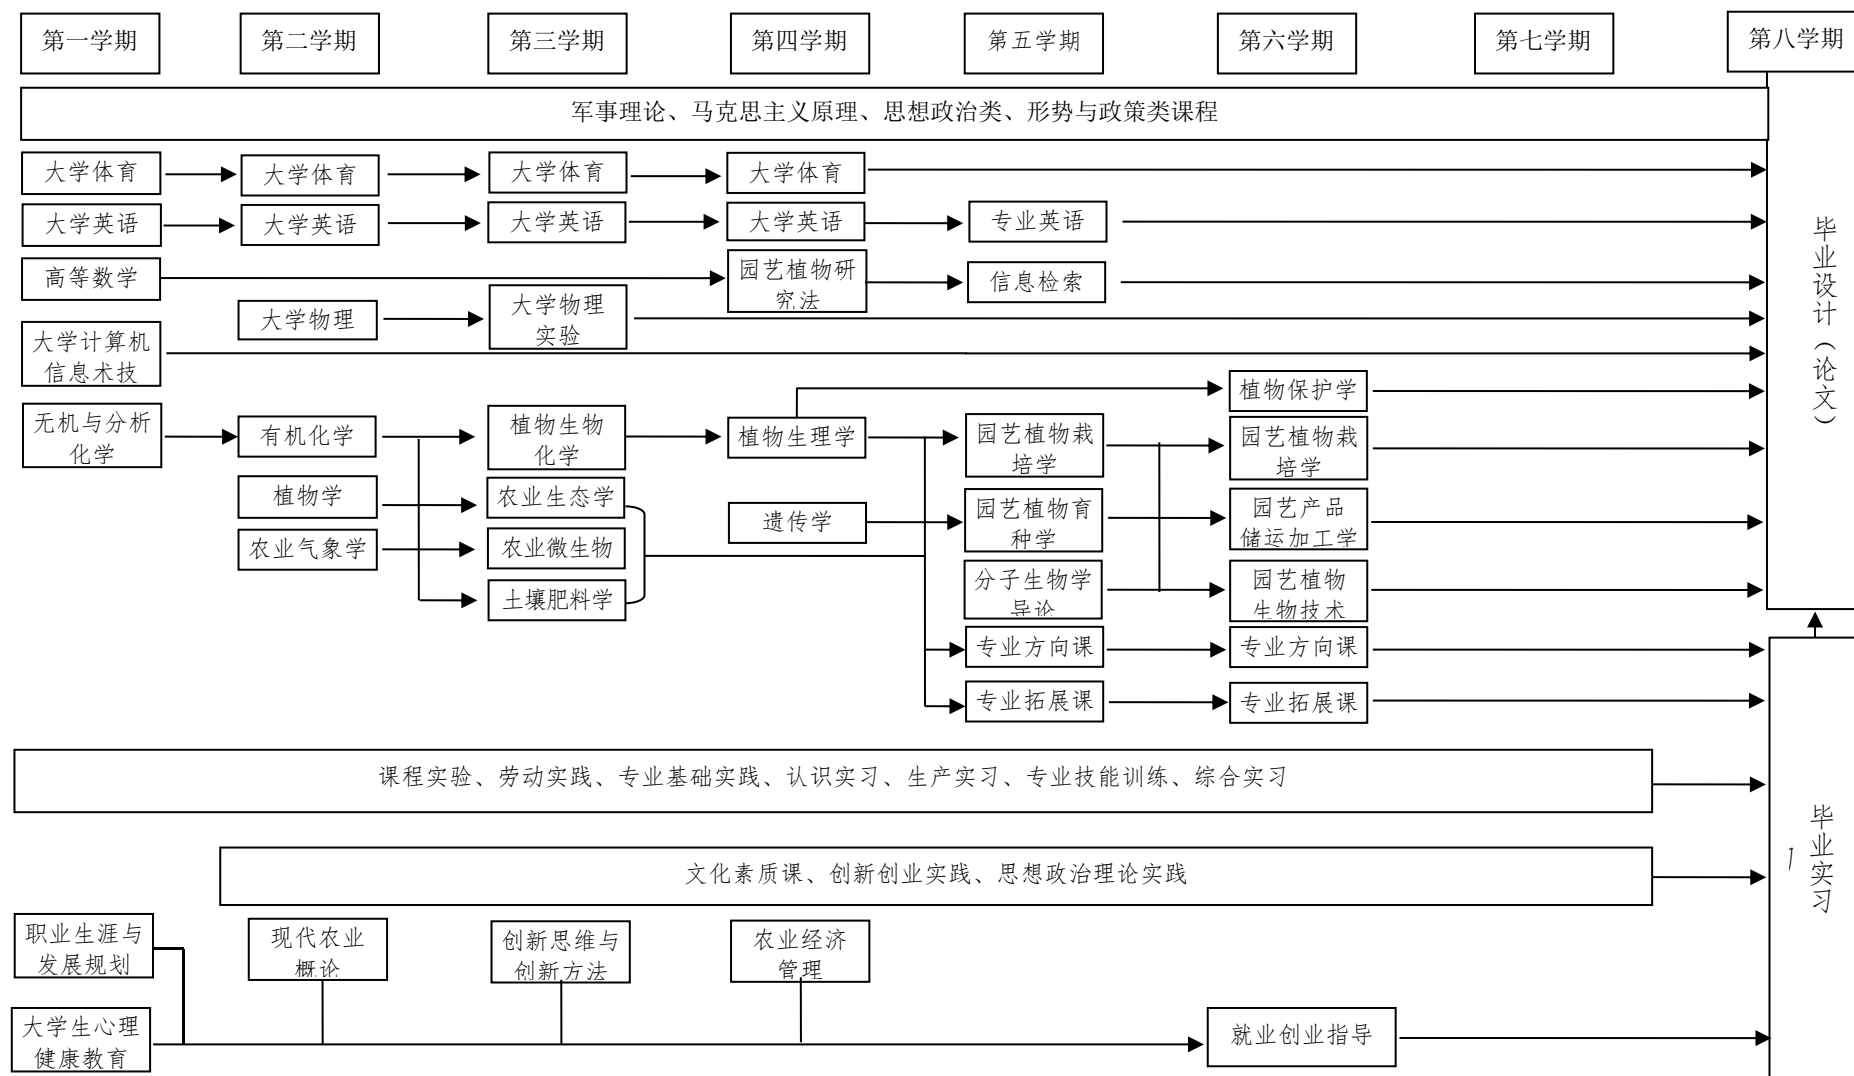 第一学期
第二学期
第三学期
第四学期
第五学期
第六学期
第七学期
第八学期
军事理论、马克思主义原理、思想政治类、形势与政策类课程
大学体育
大学体育
大学体育
大学体育
大学英语
大学英语
大学英语
大学英语
专业英语
高等数学
园艺植物研
究法
信息检索
大学物理
大学物理
实验
大学计算机
信息术技
植物保护学
无机与分析
化学
有机化学
植物生物
化学
植物生理学
园艺植物栽
培学
园艺植物栽
培学
植物学
农业生态学
遗传学
园艺植物育
种学
园艺产品
储运加工学
农业气象学
农业微生物
土壤肥料学
分子生物学
导论
园艺植物
生物技术
专业方向课
专业方向课
专业拓展课
专业拓展课
毕业设计（论文）
课程实验、劳动实践、专业基础实践、认识实习、生产实习、专业技能训练、综合实习
文化素质课、创新创业实践、思想政治理论实践
毕业实习
职业生涯与
发展规划
现代农业
概论
创新思维与
创新方法
农业经济
管理
大学生心理
健康教育
就业创业指导